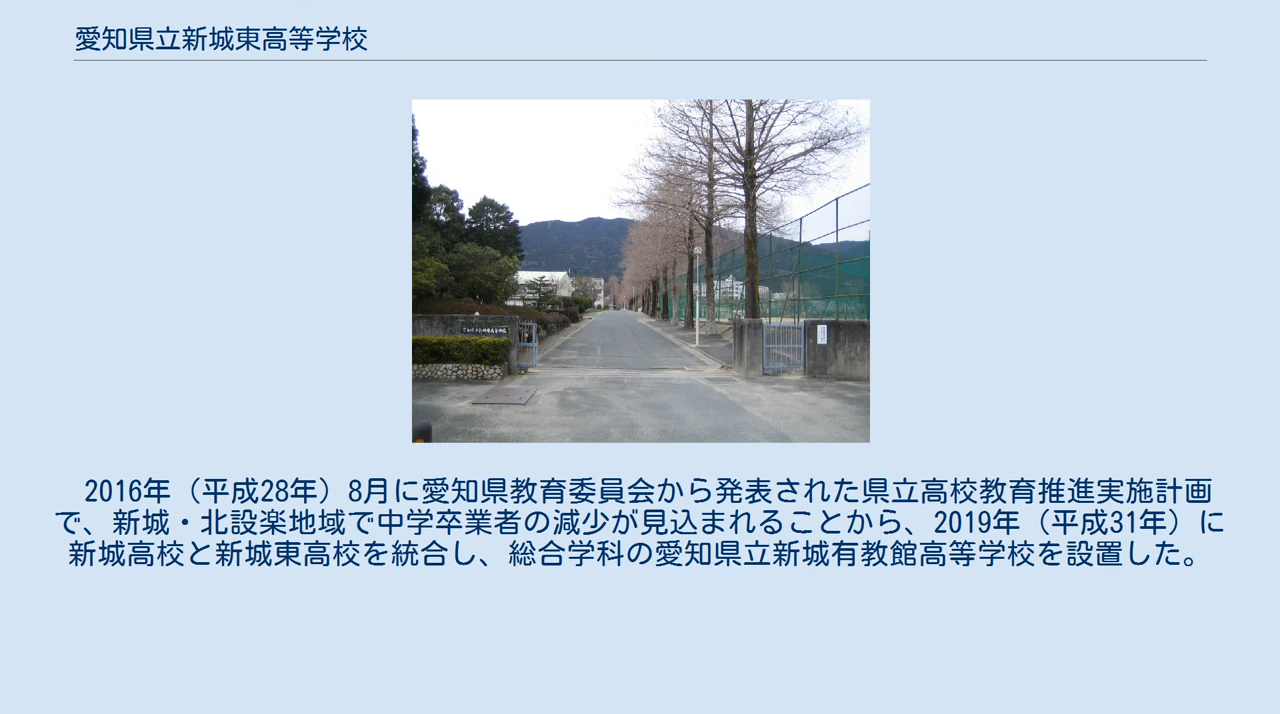 愛知県立新城東高等学校
2016年（平成28年）8月に愛知県教育委員会から発表された県立高校教育推進実施計画
で、新城・北設楽地域で中学卒業者の減少が見込まれることから、2019年（平成31年）に
新城高校と新城東高校を統合し、総合学科の愛知県立新城有教館高等学校を設置した。